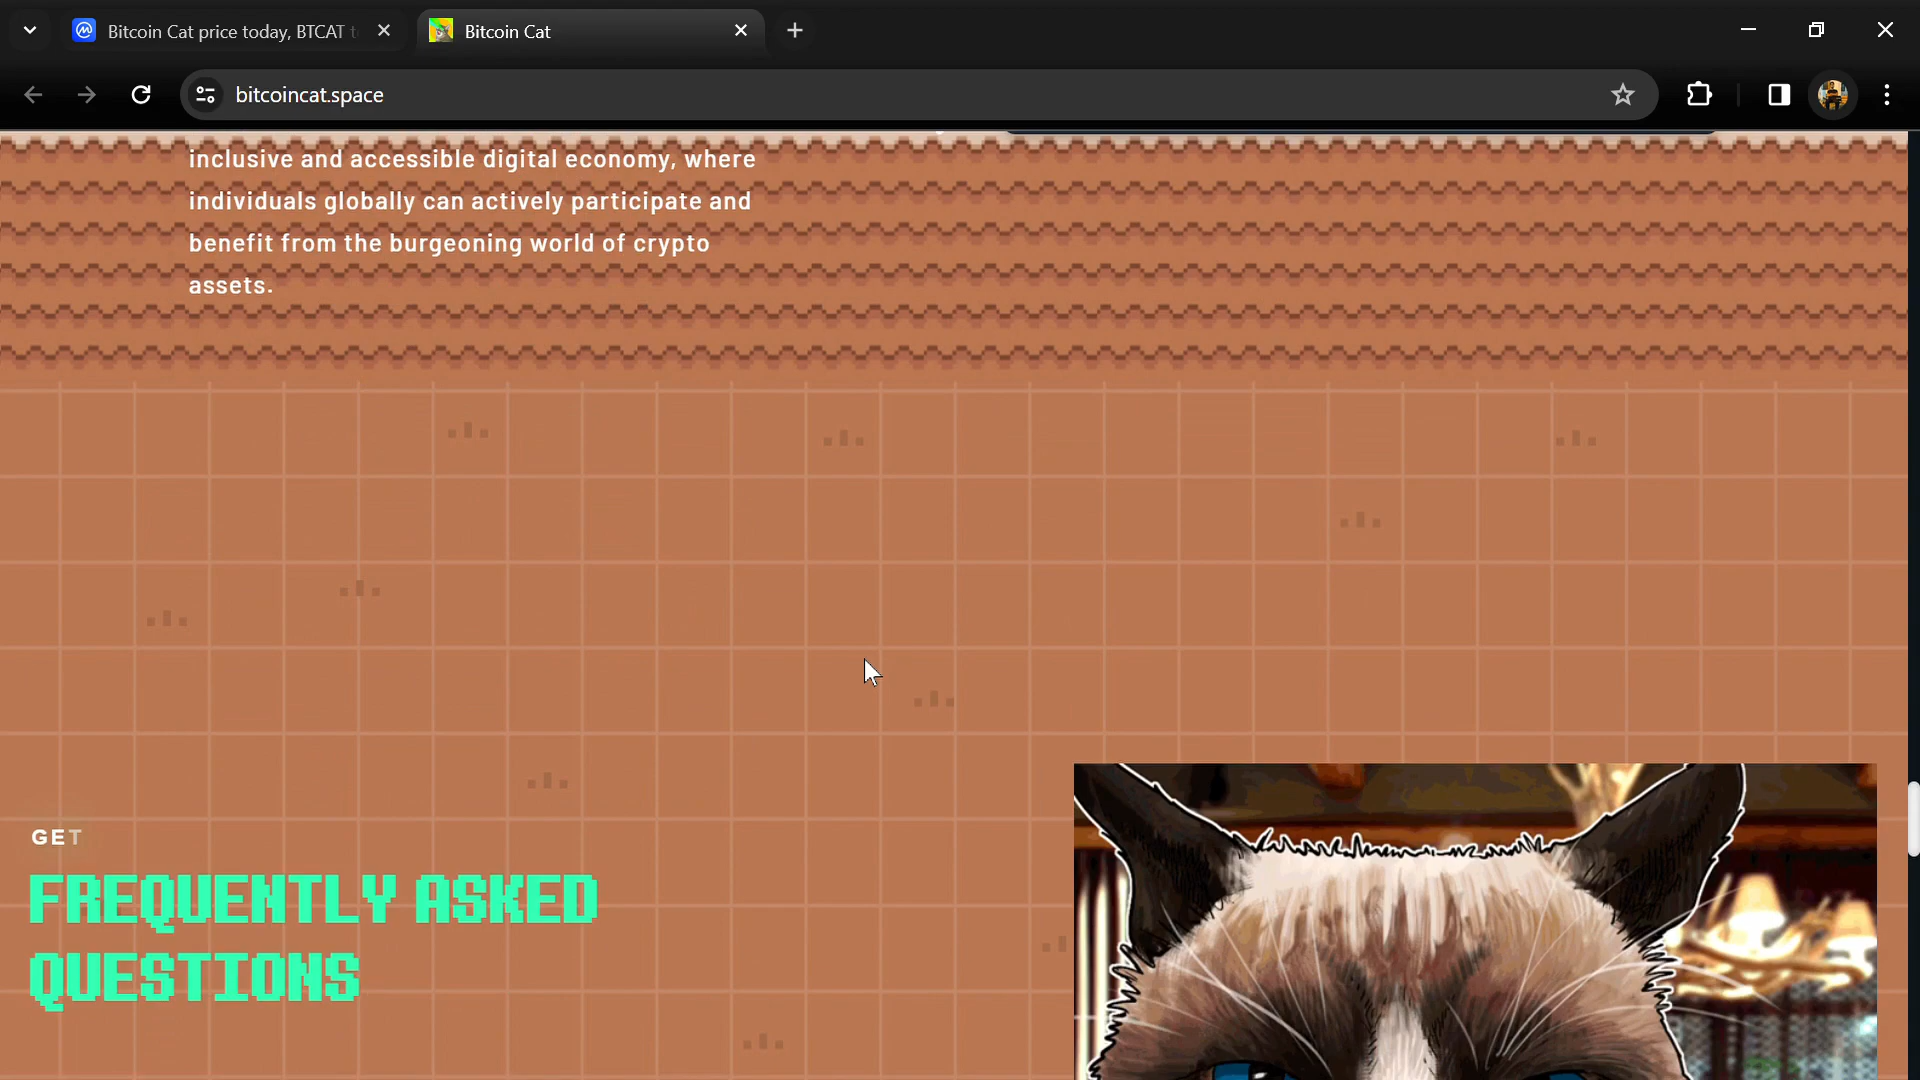 Bitcoin Cat price today, BTCAT t
Bitcoin Cat
bitcoincat.space
inclusive and accessible digital economy, where
individuals globally can actively participate and
benefit from the burgeoning world of crypto
assets.
GET
FREQUENTLY ASKED
QUESTIONS